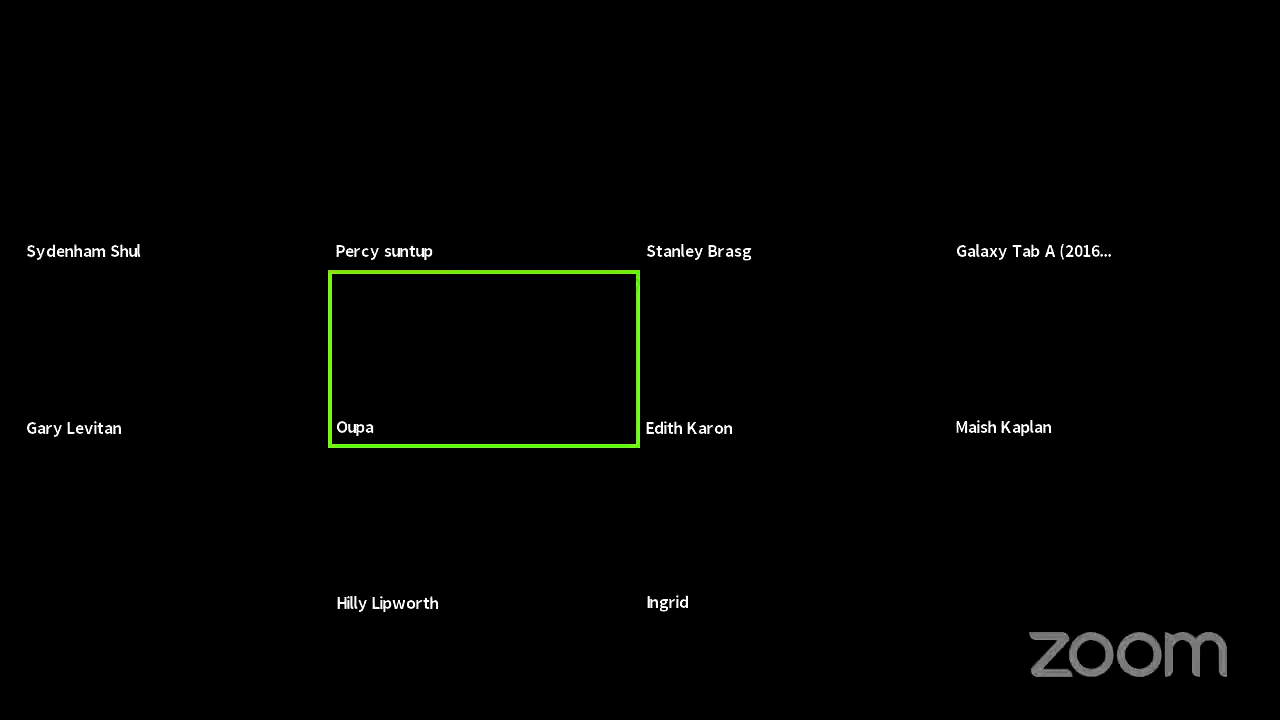 Sydenham Shul
Percy suntup
Stanley Brasg
Galaxy Tab A (2016...
Gary Levitan
Oupa
Edith Karon
Maish Kaplan
Hilly Lipworth
Ingrid
zoom